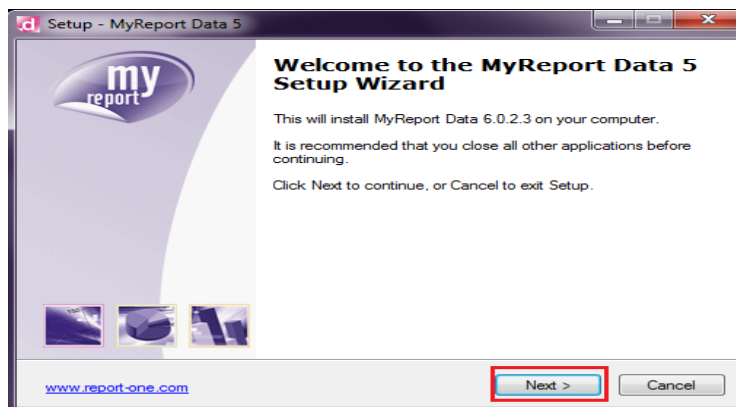 Setup - MyReport Data 5
my
report
Welcome to the MyReport Data 5
Setup Wizard
This will install MyReport Data 6.0.2.3 on your computer.
It is recommended that you close all other applications before
continuing.
Click Next to continue, or Cancel to exit Setup.
150
www.report-one.com
Next >
Cancel